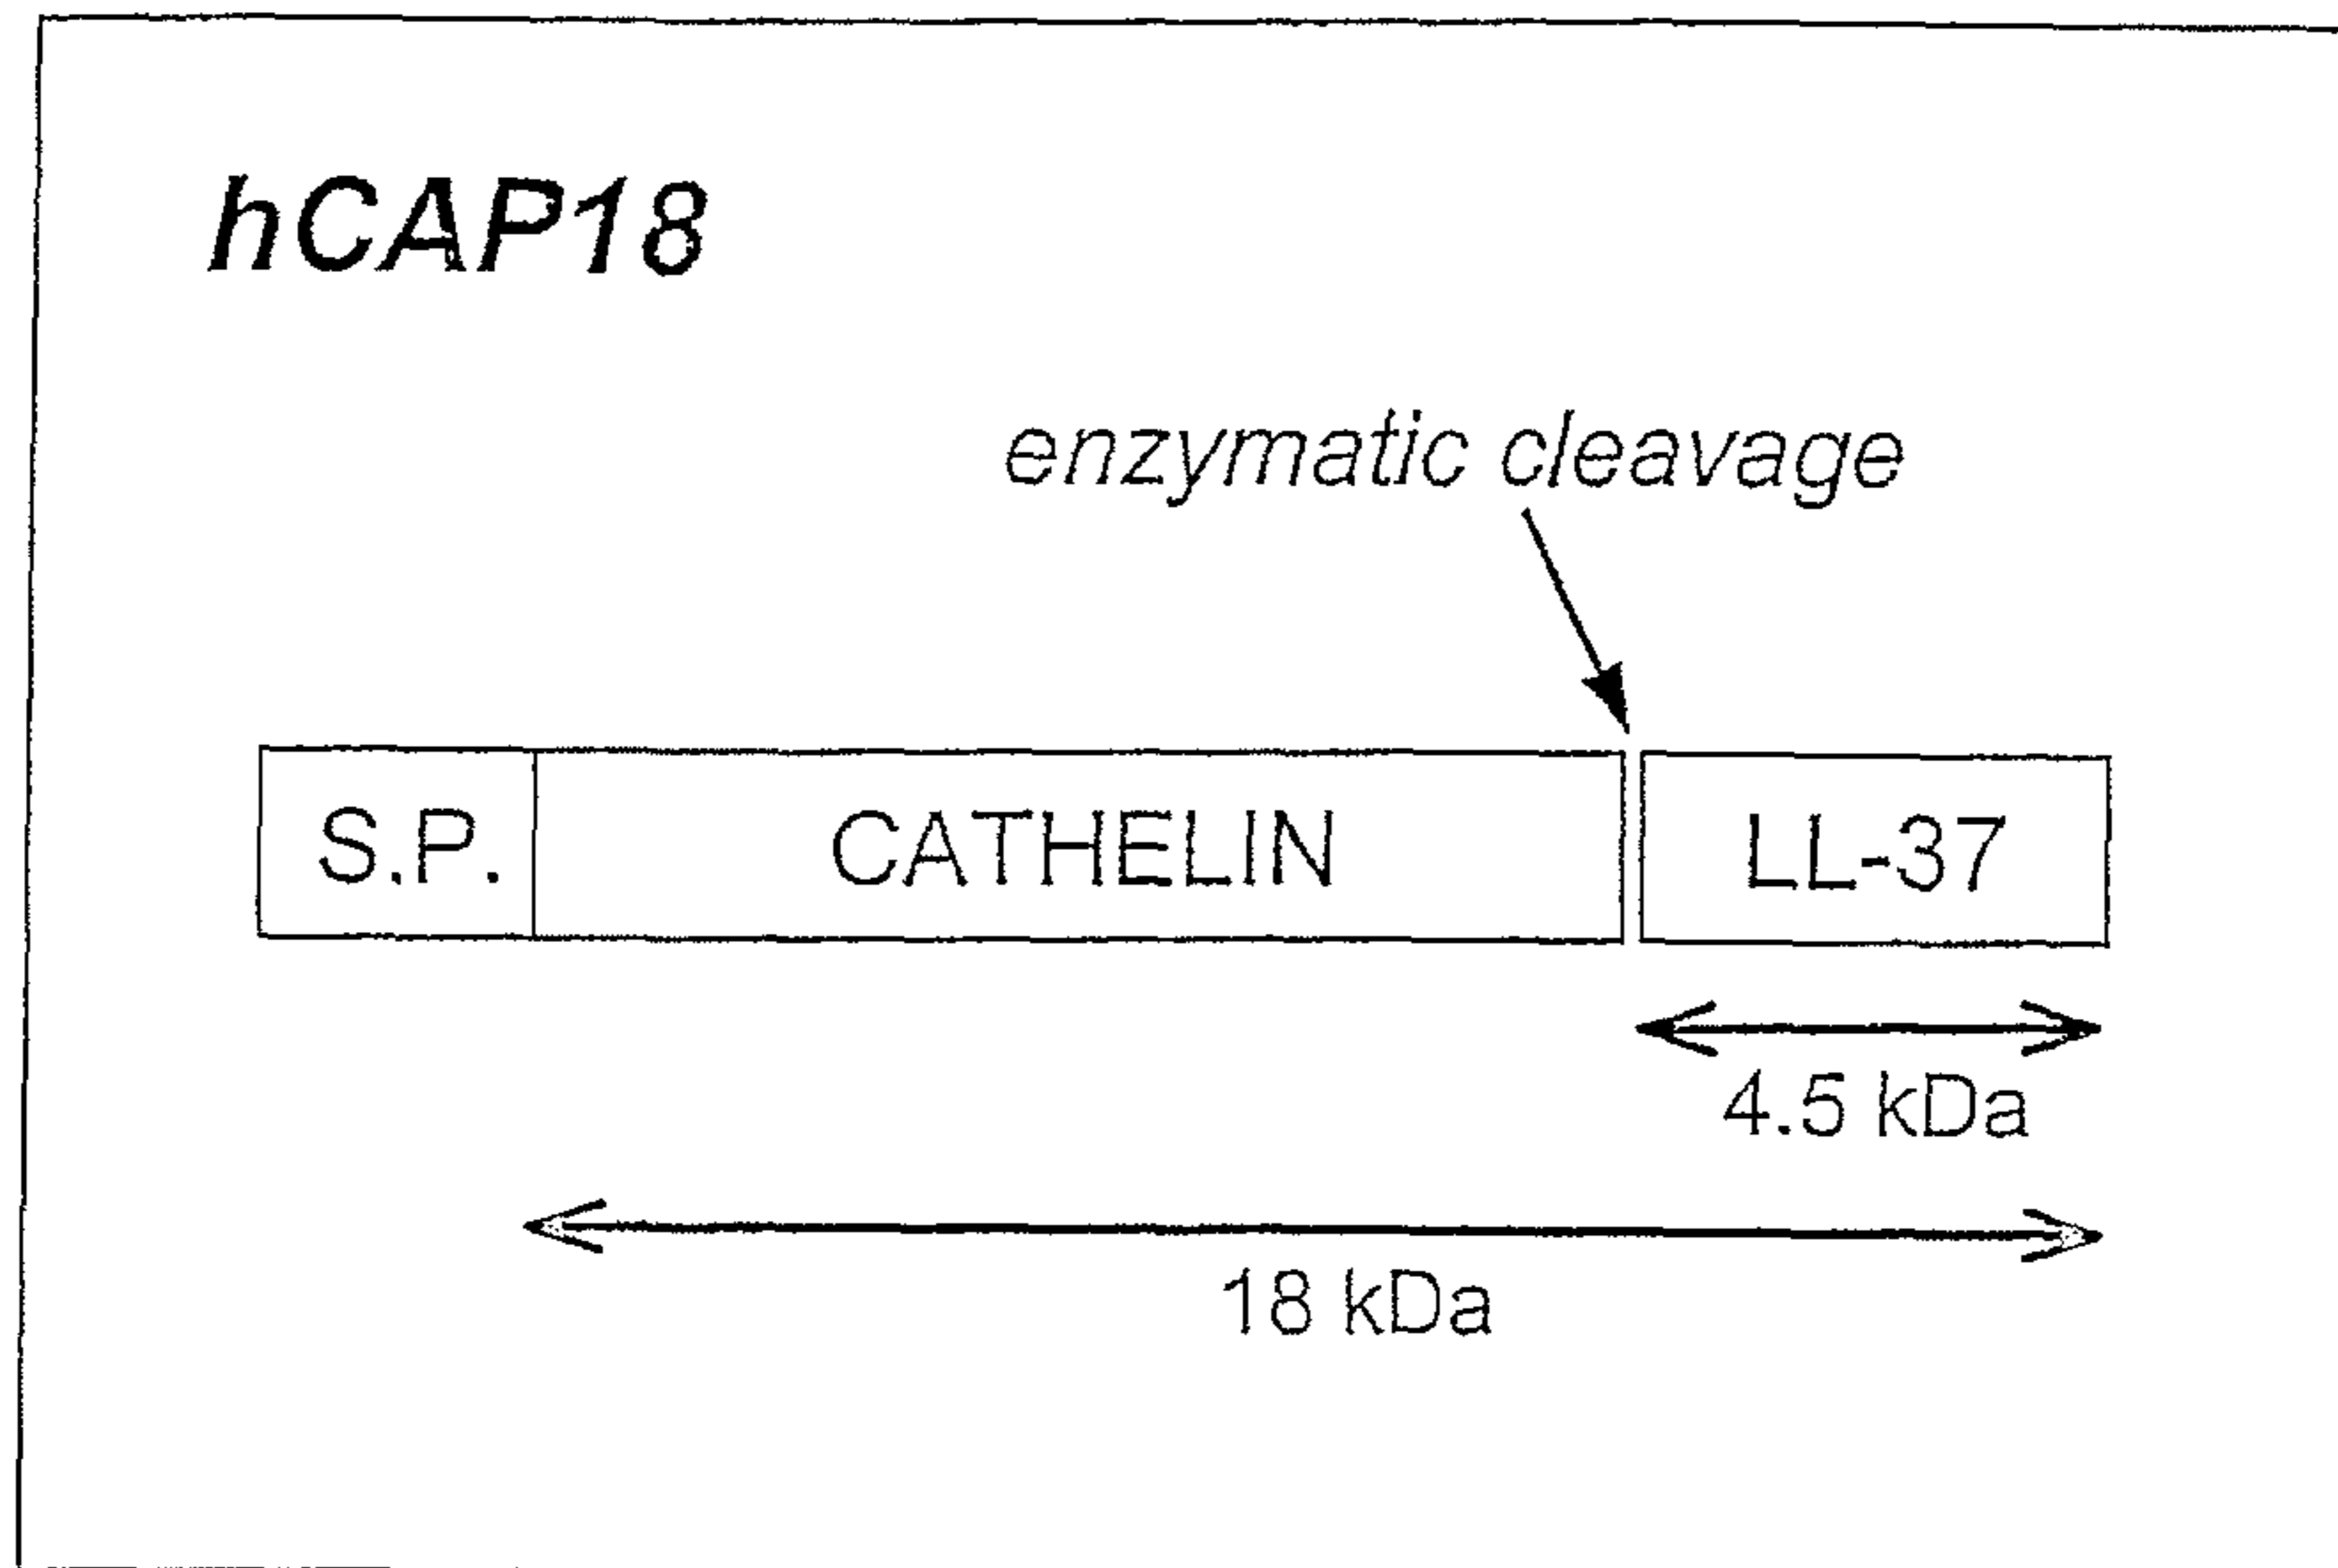 hCAP18
enzymatic cleavage
S.P. CATHELIN LL-37
4.5 kDa
18 kDa